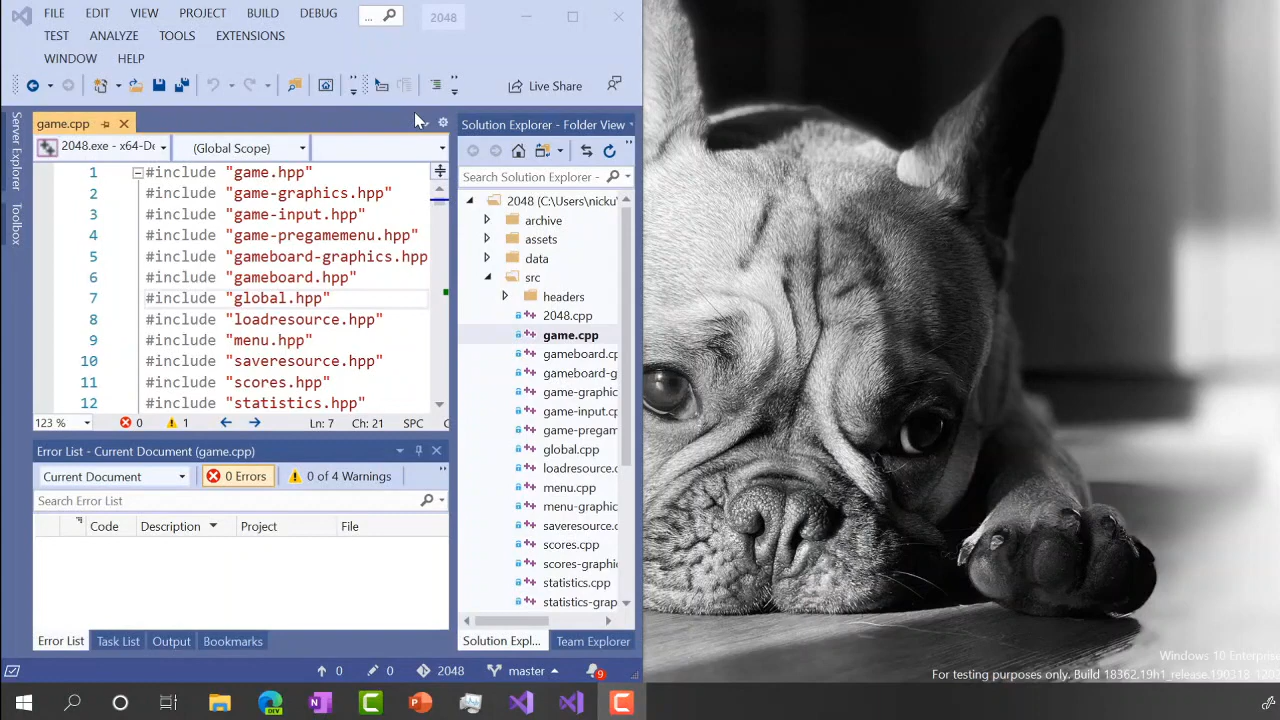 FILE EDIT VIEW PROJECT BUILD DEBUG ... 2048
TEST ANALYZE TOOLS EXTENSIONS
WINDOW HELP
Live Share
Server Explorer
Toolbox
game.cpp
2048.exe - x64-De
(Global Scope)
1 #include "game.hpp"
2 #include "game-graphics.hpp"
3 #include "game-input.hpp"
4 #include "game-pregamemenu.hpp"
5 #include "gameboard-graphics.hpp
6 #include "gameboard.hpp"
7 #include "global.hpp"
8 #include "loadresource.hpp"
9 #include "menu.hpp"
10 #include "saveresource.hpp"
11 #include "scores.hpp"
12 #include "statistics.hpp"
123 % 0 1 Ln: 7 Ch: 21 SPC
Error List - Current Document (game.cpp)
Current Document 0 Errors 0 of 4 Warnings
Search Error List
Code Description Project File
Error List Task List Output Bookmarks
Solution Explorer - Folder View
Search Solution Explorer -
2048 (C:\Users\nicku\
archive
assets
data
src
headers
2048.cpp
game.cpp
gameboard.cp
gameboard-g
game-graphic
game-input.cp
game-pregam
global.cpp
loadresource.c
menu.cpp
menu-graphic
saveresource.c
scores.cpp
scores-graphic
statistics.cpp
statistics-grap
Solution Expl... Team Explorer
0 0 2048 master 9
DEV
Windows 10 Enterprise
For testing purposes only. Build 18362.19h1_release.190318-1202